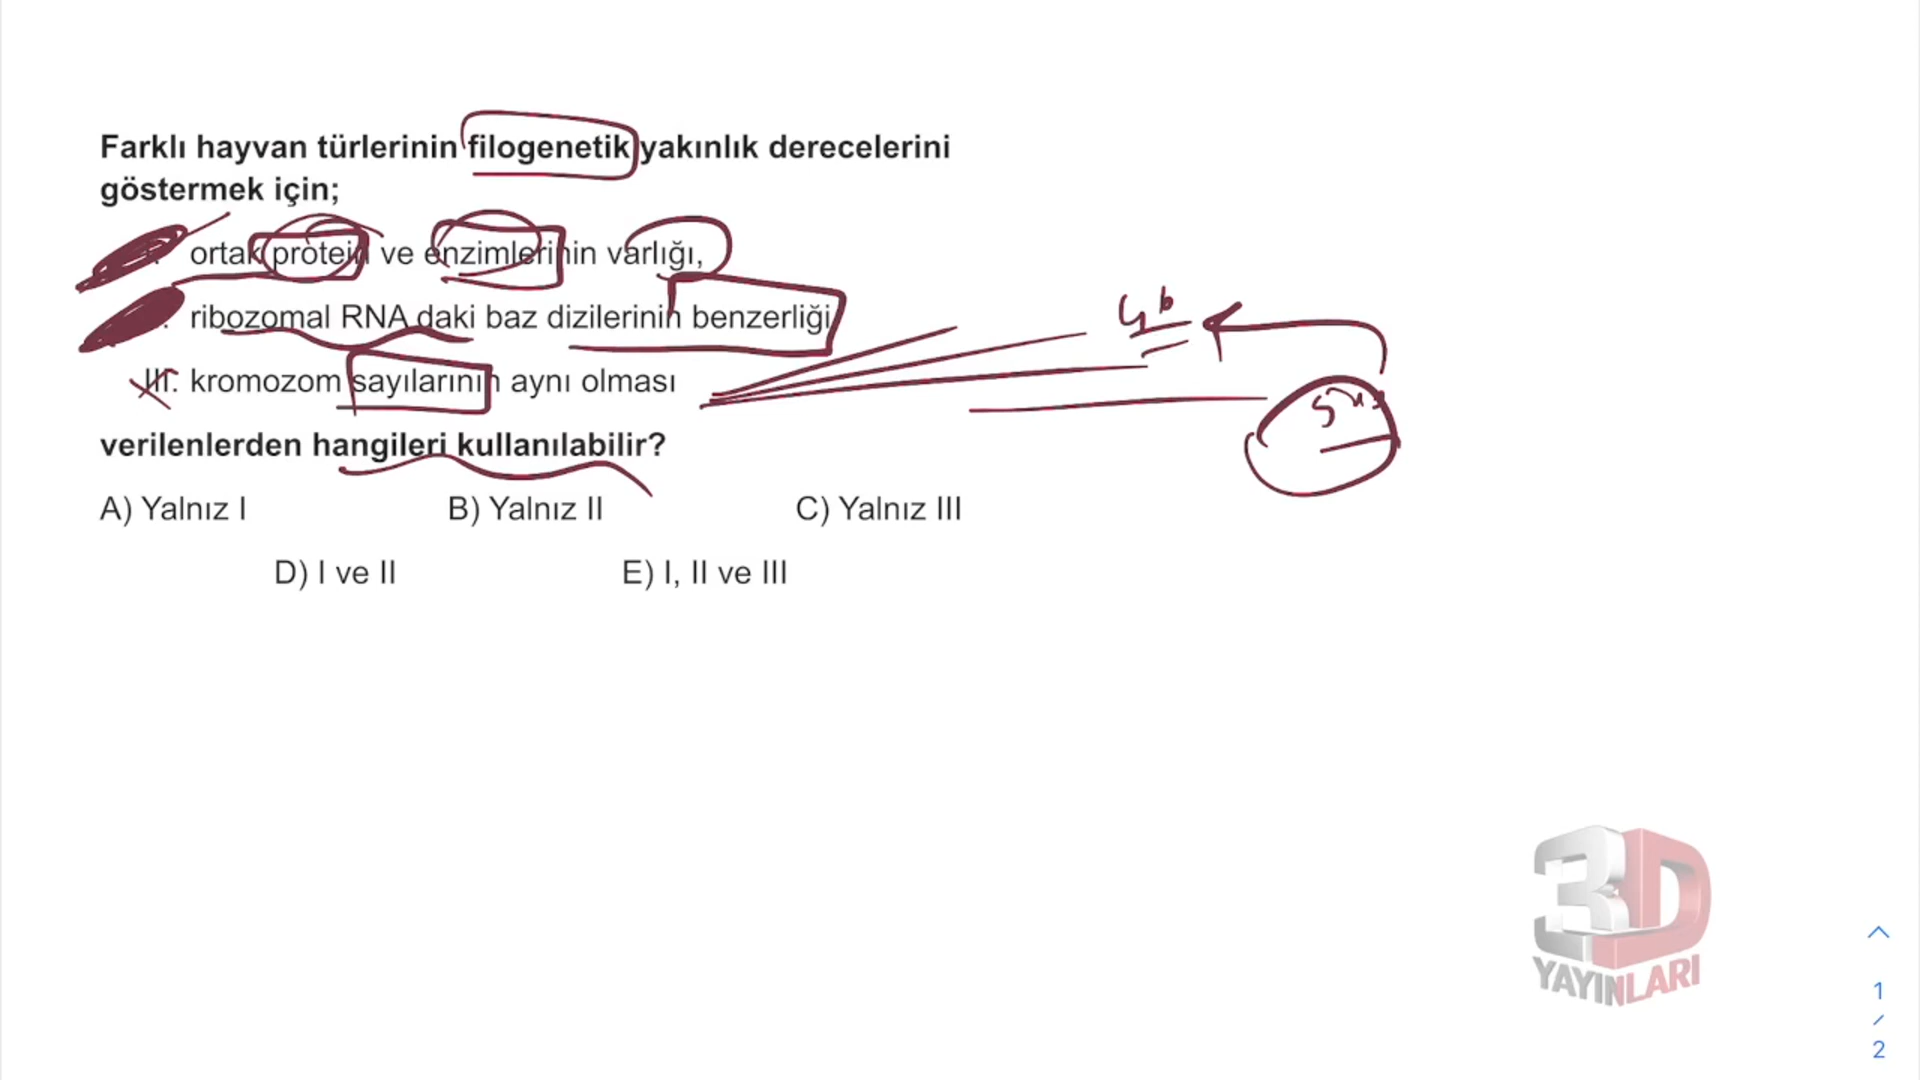 Farklı hayvan türlerinin filogenetik yakınlık derecelerini
göstermek için;
ortak protein ve enzimlerinin varlığı,
ribozomal RNA daki baz dizilerinin benzerliği
III. kromozom sayılarının aynı olması
verilenlerden hangileri kullanılabilir?
A) Yalnız I B) Yalnız II C) Yalnız III
D) I ve II E) I, II ve III
3D
YAYINLARI
1
/
2